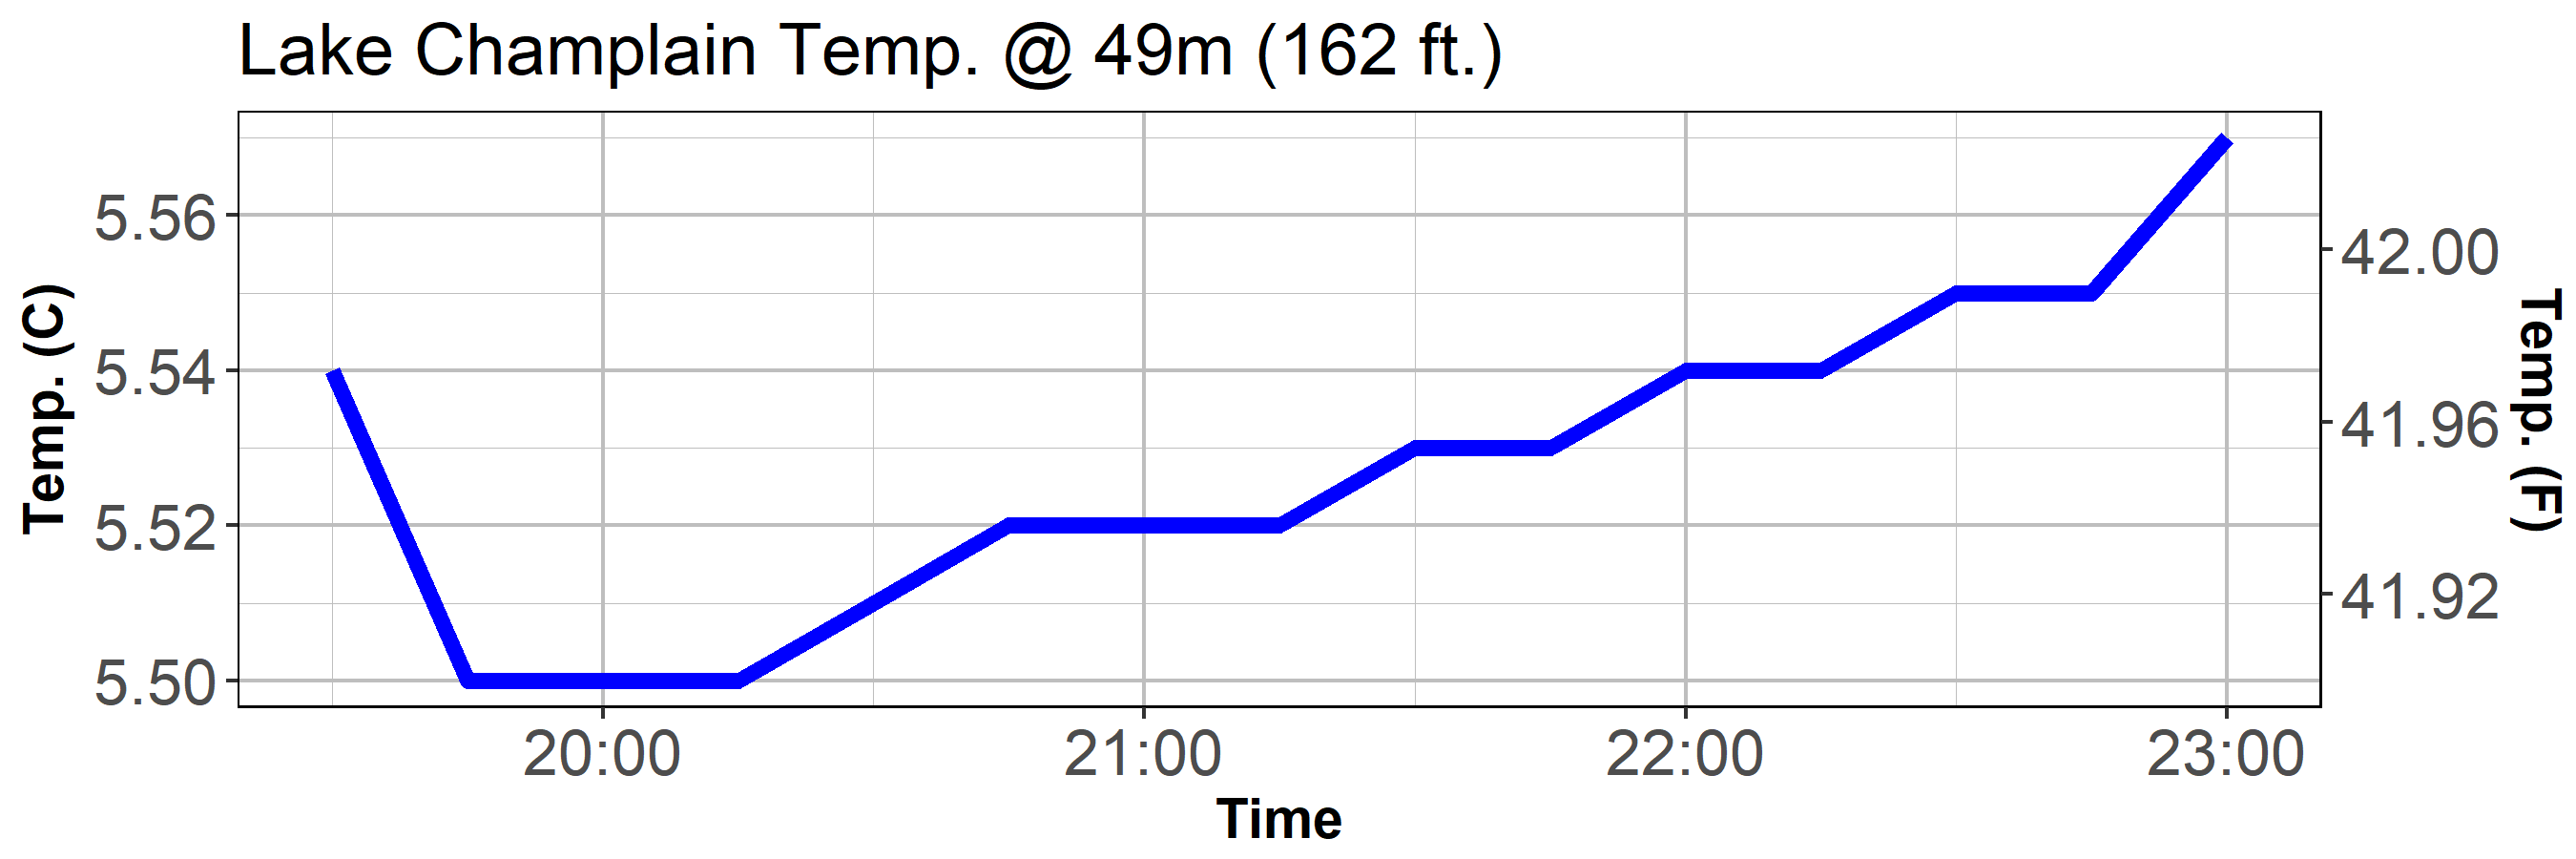 Lake Champlain Temp. @ 49m (162 ft.)
Temp. (C)
5.56
5.54
5.52
5.50
42.00
41.96
41.92
Temp. (F)
20:00 21:00 22:00 23:00
Time